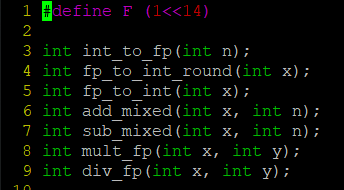 1 #define F (1<<14)
2
3 int int_to_fp(int n);
4 int fp_to_int_round(int x);
5 int fp_to_int(int x);
6 int add_mixed(int x, int n);
7 int sub_mixed(int x, int n);
8 int mult_fp(int x, int y);
9 int div_fp(int x, int y);
10